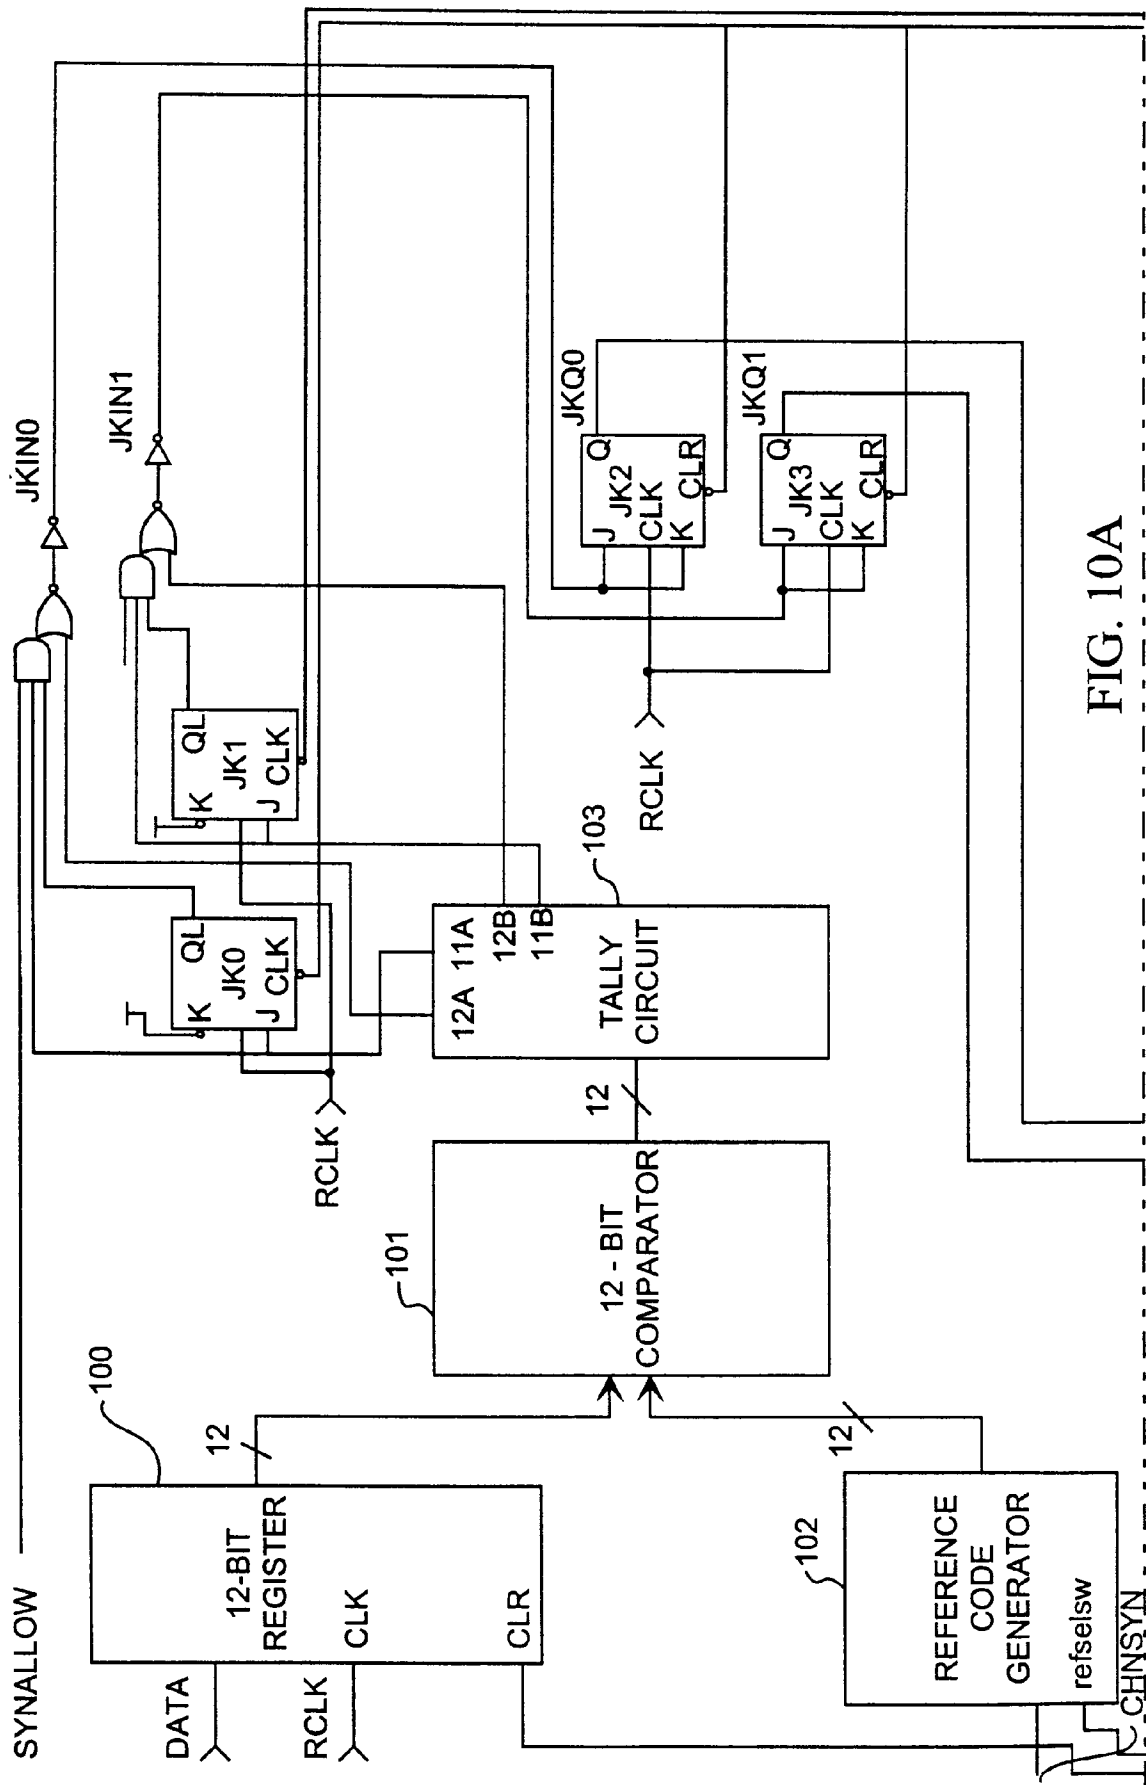 SYNALLOW
DATA
RCLK
12-BIT
REGISTER
CLK
CLR
100
12
REFERENCE
CODE
GENERATOR
refselsw
102
CHNSYN
12
101
12 - BIT
COMPARATOR
12
RCLK
K
QL
JK0
J
CLK
12A
11A
12B
11B
TALLY
CIRCUIT
103
K
QL
JK1
J
CLK
JKIN0
JKIN1
RCLK
J
Q
JK2
CLK
K
CLR
JKQ0
J
Q
JK3
CLK
K
CLR
JKQ1
FIG. 10A